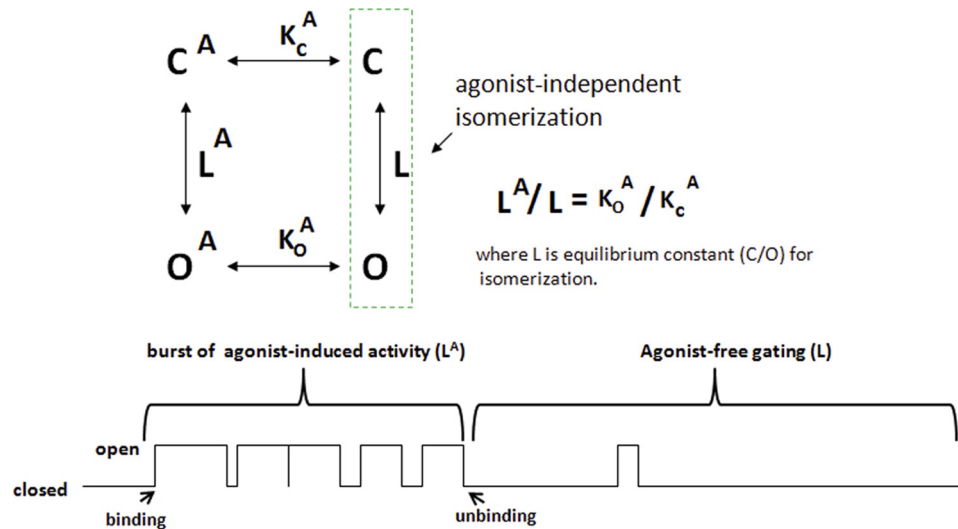 C^A K_c^A C
agonist-independent
isomerization
L^A L
L^A / L = K_O^A / K_c^A
O^A K_O^A O
where L is equilibrium constant (C/O) for
isomerization.
burst of agonist-induced activity (L^A)
Agonist-free gating (L)
open
closed
binding
unbinding